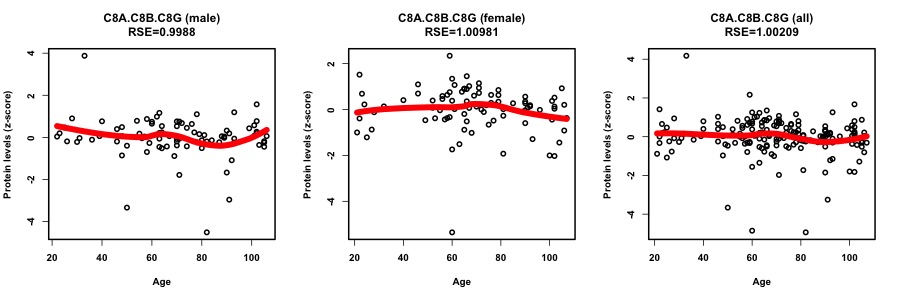 C8A.C8B.C8G (male)
RSE=0.9988
Protein levels (z-score)
4
2
0
-2
-4
20 40 60 80 100
Age
C8A.C8B.C8G (female)
RSE=1.00981
Protein levels (z-score)
2
0
-2
-4
20 40 60 80 100
Age
C8A.C8B.C8G (all)
RSE=1.00209
Protein levels (z-score)
4
2
0
-2
-4
20 40 60 80 100
Age